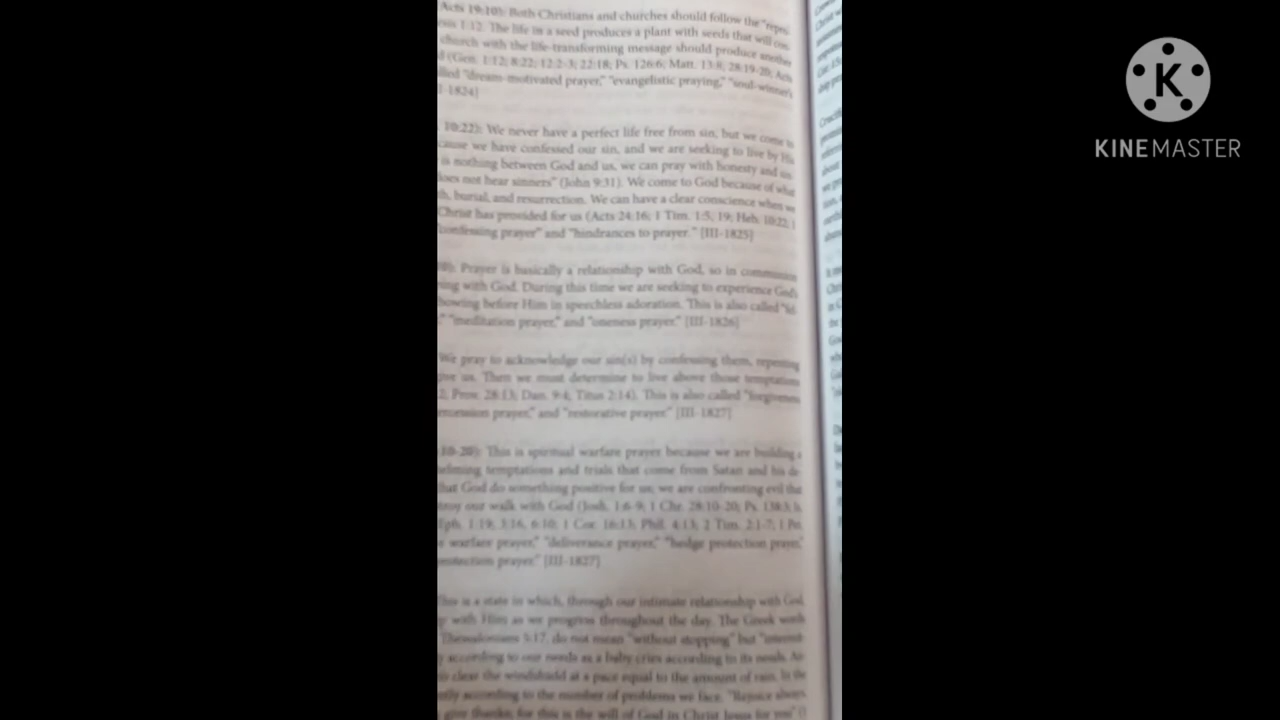 Acts 19:10): Both Christians and churches should follow the "repro
esis 1:12. The life in a seed produces a plant with seeds that will con
church with the life-transforming message should produce another
d (Gen. 1:12; 8:22; 12:2-3; 22:18; Ps. 126:6; Matt. 13:8; 28:19-20; Acts
lled "dream-motivated prayer," "evangelistic praying," "soul-winner's
I-1824]
10:22): We never have a perfect life free from sin, but we come to
cause we have confessed our sin, and we are seeking to live by His
is nothing between God and us, we can pray with honesty and
does not hear sinners" (John 9:31). We come to God because of what
th, burial, and resurrection. We can have a clear conscience when we
Christ has provided for us (Acts 24:16; 1 Tim. 1:5, 19; Heb. 10:22;
"confessing prayer" and "hindrances to prayer." [III-1825]
Prayer is basically a relationship with God, so in communion
ning with God. During this time we are seeking to experience God's
bowing before Him in speechless adoration. This is also called
" "meditation prayer," and "oneness prayer." [III-1826]
We pray to acknowledge our sin(s) by confessing them, repenting
give us. Then we must determine to live above those temptations
2; Prov. 28:13; Dan. 9:4; Titus 2:14). This is also called "forgiveness
ercession prayer," and "restorative prayer." [III-1827]
10-20): This is spiritual warfare prayer because we are building a
temptations and trials that come from Satan and his de
that God do something positive for us; we are confronting evil that
troy our walk with God (Josh. 1:6-9; 1 Chr. 28:10-20; Ps. 138:3;
Eph. 1:19; 3:16, 6:10; 1 Cor. 16:13; Phil. 4:13; 2 Tim. 2:1-7; 1 Pet.
e warfare prayer," "deliverance prayer," "hedge protection prayer,"
protection prayer." [III-1827]
This is a state in which, through our intimate relationship with God,
with Him as we progress throughout the day. The Greek words
Thessalonians 5:17, do not mean "without stopping" but "intermit
y according to our needs as a baby cries according to its needs. An
clear the windshield at a pace equal to the amount of rain. In the
ntly according to the number of problems we face. "Rejoice always
give thanks; for this is the will of God in Christ Jesus for you" (1
K
KINEMASTER